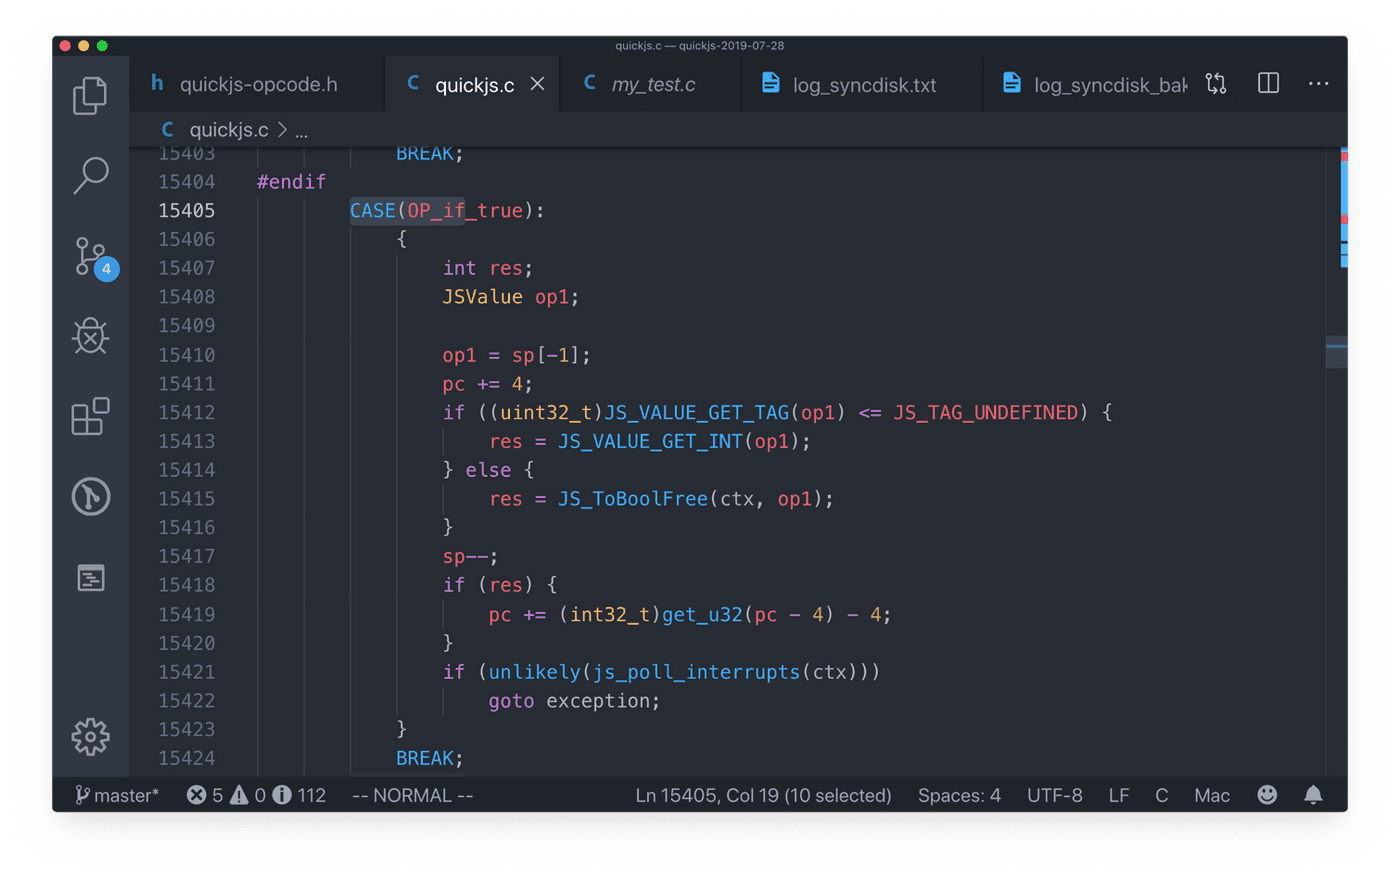 quickjs.c — quickjs-2019-07-28
h quickjs-opcode.h C quickjs.c C my_test.c log_syncdisk.txt log_syncdisk_bak
C quickjs.c > ...
15403 BREAK;
15404 #endif
15405 CASE(OP_if_true):
15406 {
15407 int res;
15408 JSValue op1;
15409
15410 op1 = sp[-1];
15411 pc += 4;
15412 if ((uint32_t)JS_VALUE_GET_TAG(op1) <= JS_TAG_UNDEFINED) {
15413 res = JS_VALUE_GET_INT(op1);
15414 } else {
15415 res = JS_ToBoolFree(ctx, op1);
15416 }
15417 sp--;
15418 if (res) {
15419 pc += (int32_t)get_u32(pc - 4) - 4;
15420 }
15421 if (unlikely(js_poll_interrupts(ctx)))
15422 goto exception;
15423 }
15424 BREAK;
4
master* 5 0 112 -- NORMAL -- Ln 15405, Col 19 (10 selected) Spaces: 4 UTF-8 LF C Mac